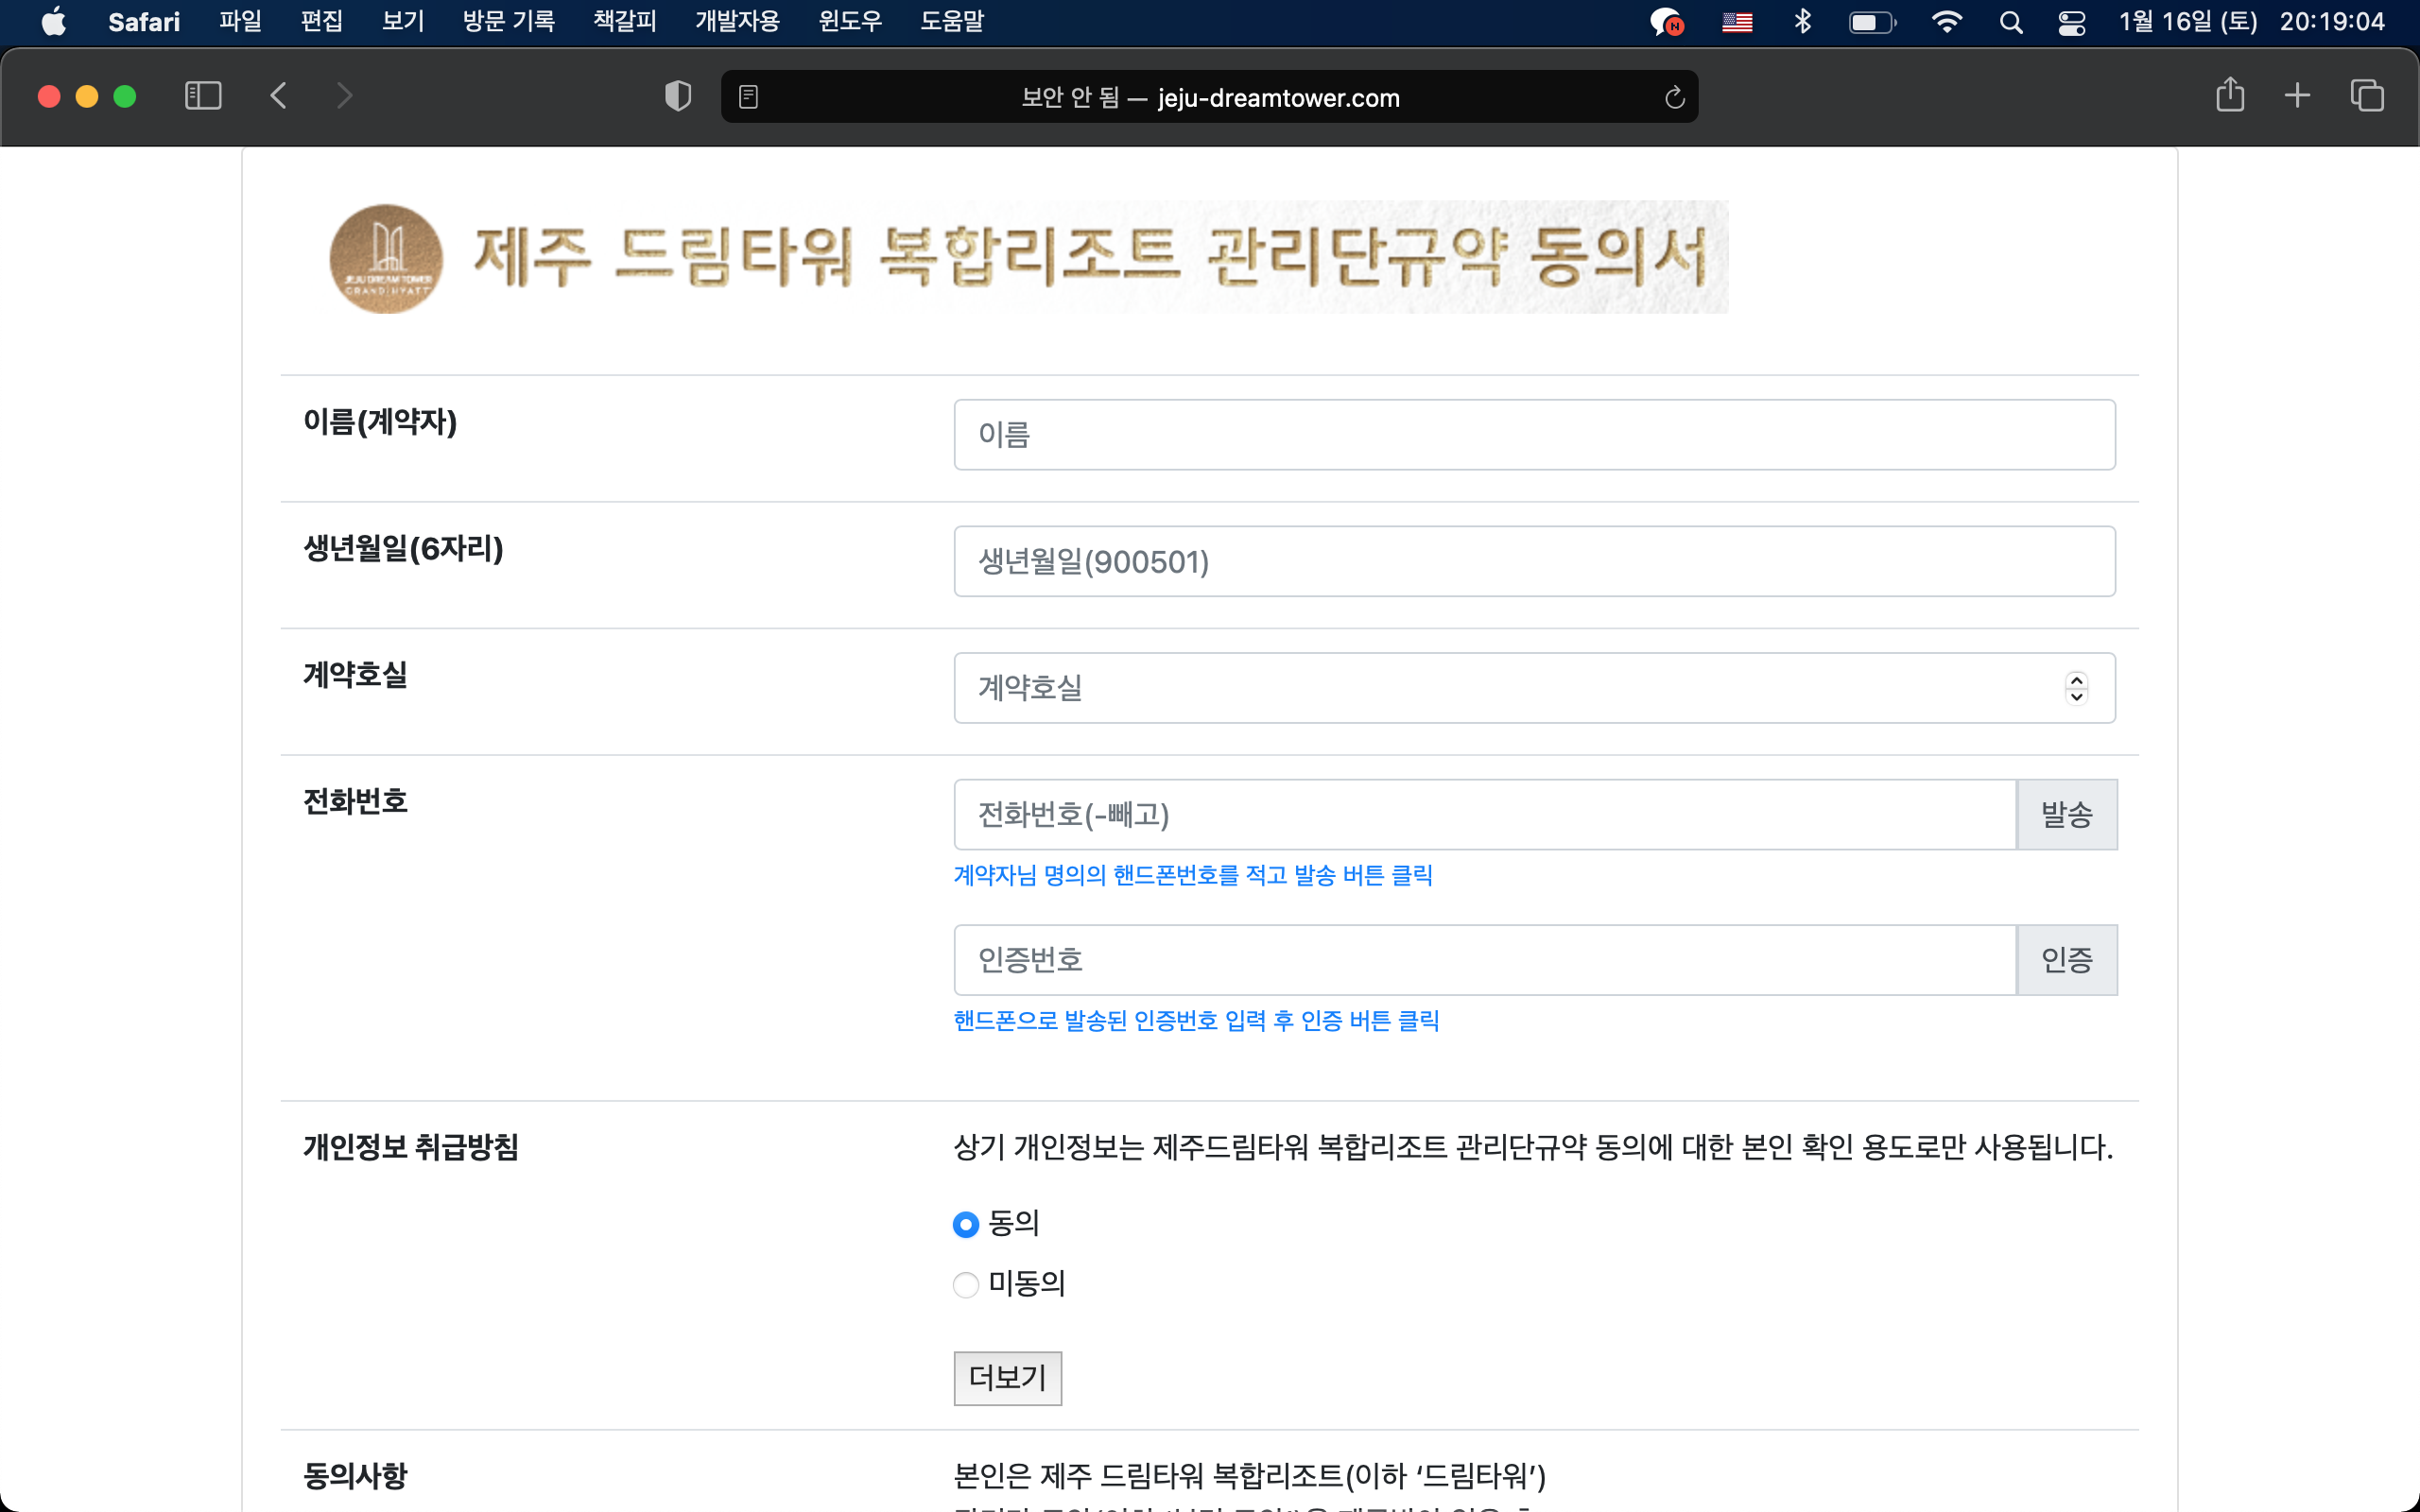 Safari 파일 편집 보기 방문 기록 책갈피 개발자용 윈도우 도움말 N 1월 16일 (토) 20:19:04
보안 안 됨 — jeju-dreamtower.com
JEJU DREAM TOWER
GRAND HYATT
제주 드림타워 복합리조트 관리단규약 동의서
이름(계약자)
이름
생년월일(6자리)
생년월일(900501)
계약호실
계약호실
전화번호
전화번호(-빼고) 발송
계약자님 명의의 핸드폰번호를 적고 발송 버튼 클릭
인증번호 인증
핸드폰으로 발송된 인증번호 입력 후 인증 버튼 클릭
개인정보 취급방침
상기 개인정보는 제주드림타워 복합리조트 관리단규약 동의에 대한 본인 확인 용도로만 사용됩니다.
동의
미동의
더보기
동의사항
본인은 제주 드림타워 복합리조트(이하 ‘드림타워’)